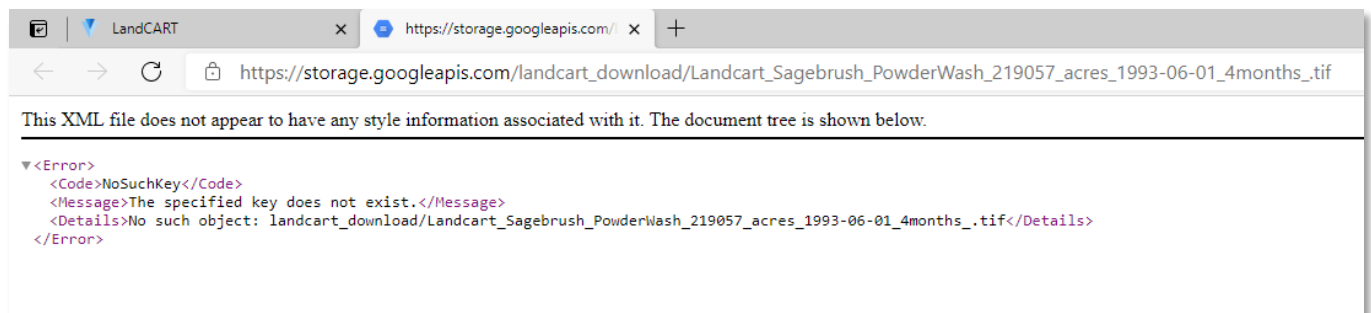 LandCART
https://storage.googleapis.com/l
https://storage.googleapis.com/landcart_download/Landcart_Sagebrush_PowderWash_219057_acres_1993-06-01_4months_.tif
This XML file does not appear to have any style information associated with it. The document tree is shown below.
▼<Error>
<Code>NoSuchKey</Code>
<Message>The specified key does not exist.</Message>
<Details>No such object: landcart_download/Landcart_Sagebrush_PowderWash_219057_acres_1993-06-01_4months_.tif</Details>
</Error>